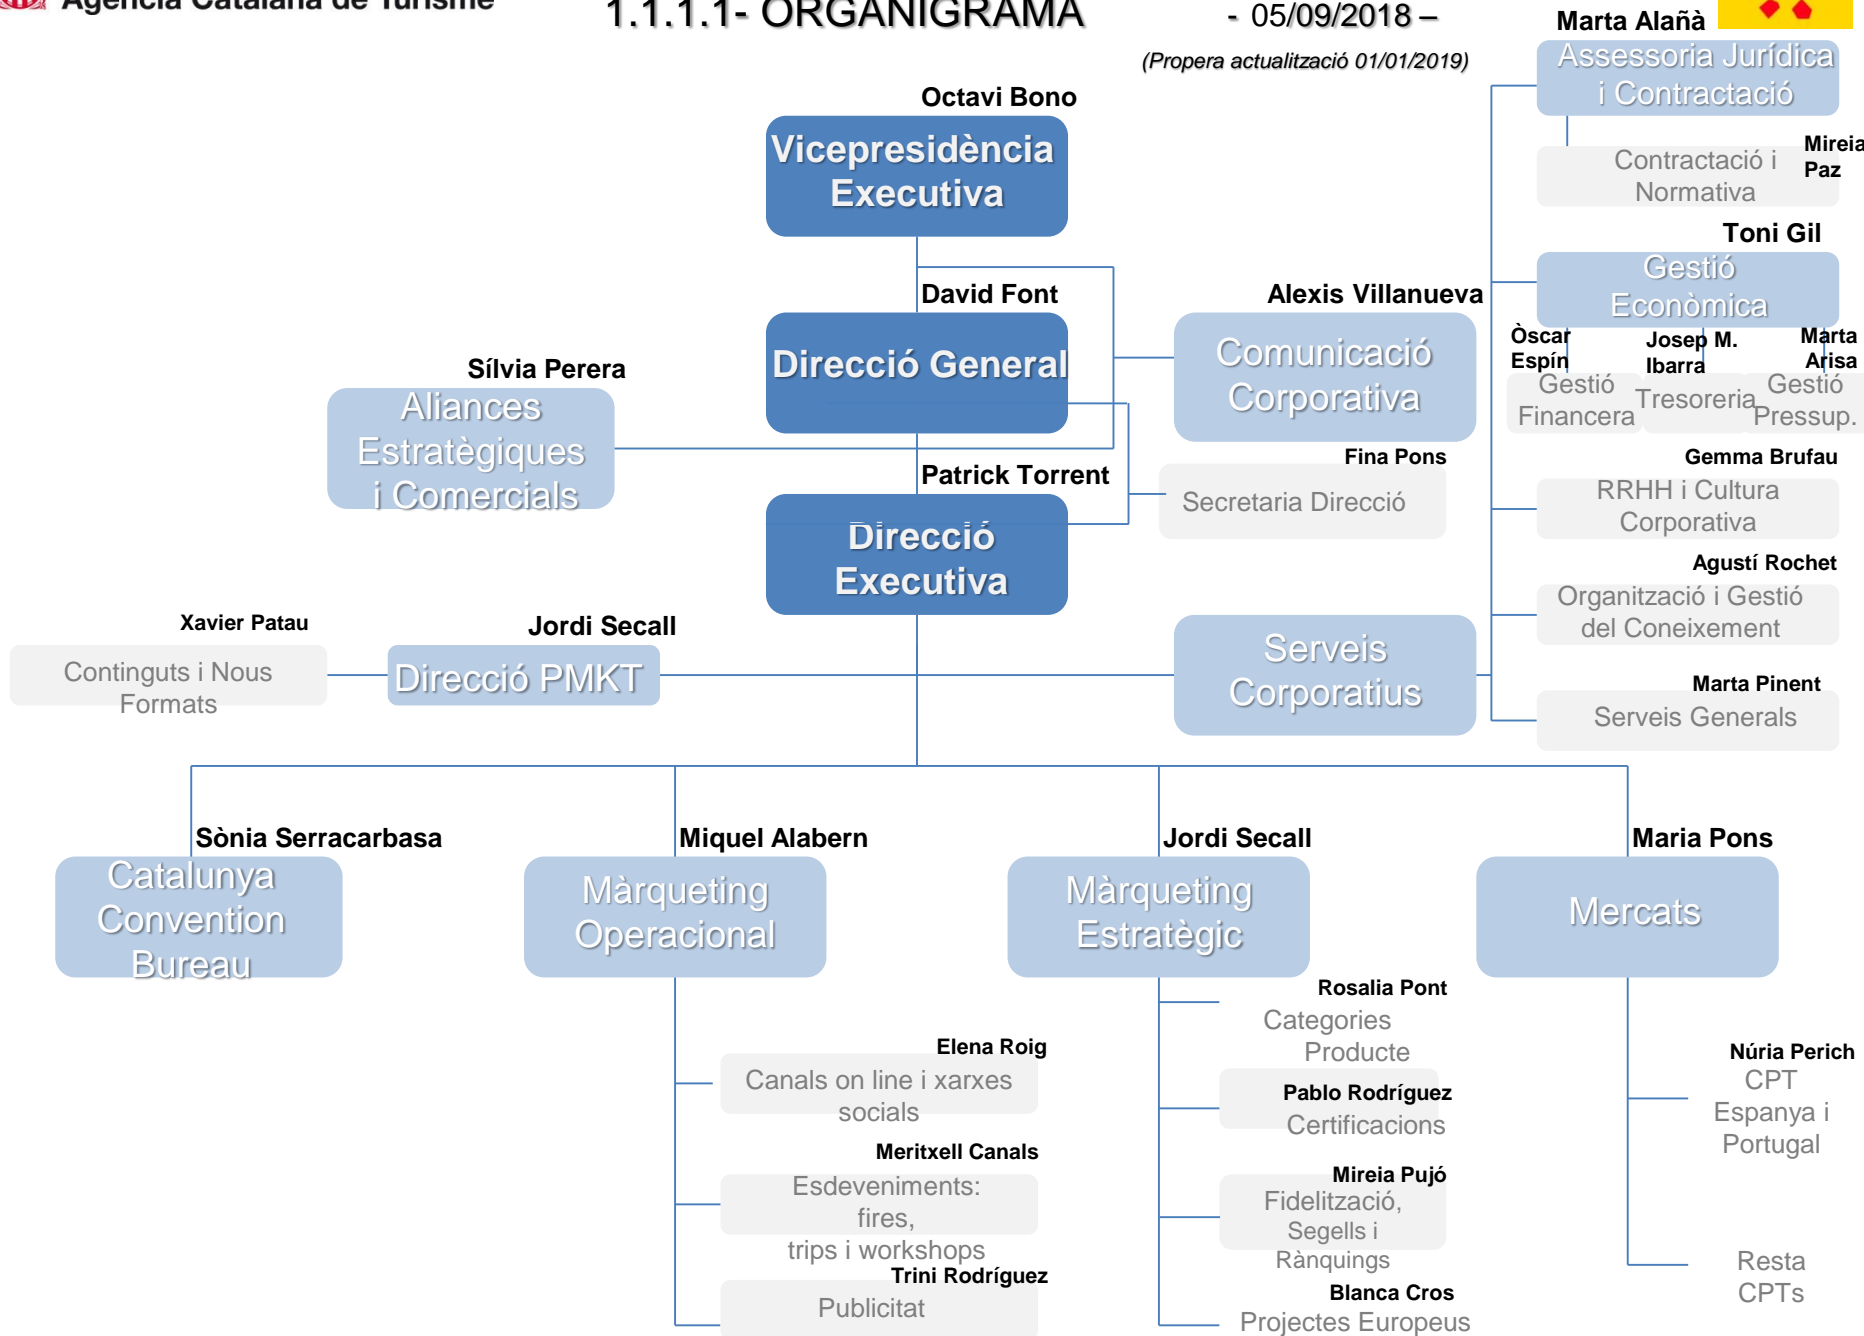 Agència Catalana de Turisme
1.1.1.1- ORGANIGRAMA
- 05/09/2018 –
(Propera actualització 01/01/2019)
Marta Alañà
Assessoria Jurídica
i Contractació
Mireia
Paz
Contractació i
Normativa
Octavi Bono
Vicepresidència
Executiva
Toni Gil
Gestió
Econòmica
Òscar
Espín
Josep M.
Ibarra
Marta
Arisa
Gestió
Financera
Tresoreria
Gestió
Pressup.
David Font
Direcció General
Alexis Villanueva
Comunicació
Corporativa
Sílvia Perera
Aliances
Estratègiques
i Comercials
Fina Pons
Secretaria Direcció
Gemma Brufau
RRHH i Cultura
Corporativa
Patrick Torrent
Direcció
Executiva
Agustí Rochet
Organització i Gestió
del Coneixement
Xavier Patau
Continguts i Nous
Formats
Jordi Secall
Direcció PMKT
Serveis
Corporatius
Marta Pinent
Serveis Generals
Sònia Serracarbasa
Catalunya
Convention
Bureau
Miquel Alabern
Màrqueting
Operacional
Jordi Secall
Màrqueting
Estratègic
Maria Pons
Mercats
Elena Roig
Canals on line i xarxes
socials
Meritxell Canals
Esdeveniments:
fires,
trips i workshops
Trini Rodríguez
Publicitat
Rosalia Pont
Categories
Producte
Pablo Rodríguez
Certificacions
Mireia Pujó
Fidelització,
Segells i
Rànquings
Blanca Cros
Projectes Europeus
Núria Perich
CPT
Espanya i
Portugal
Resta
CPTs